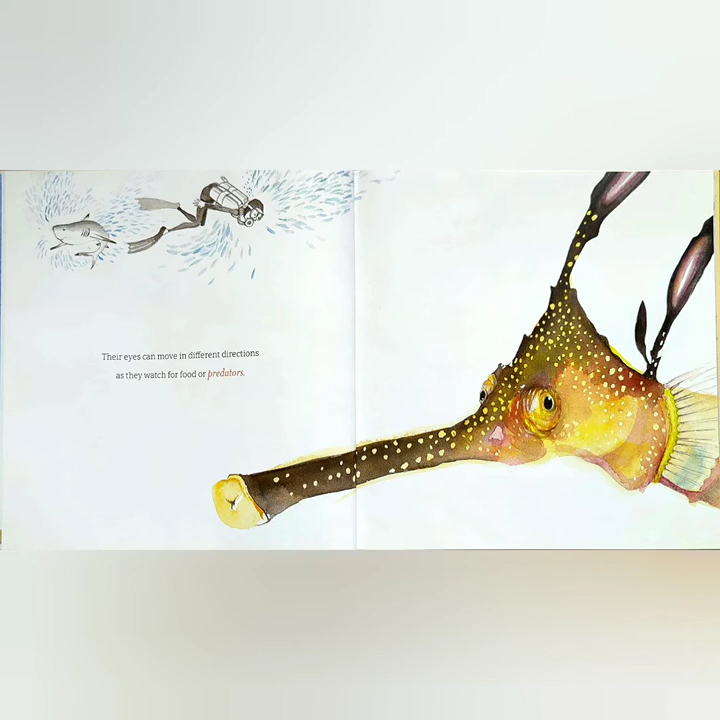 Their eyes can move in different directions
as they watch for food or predators.